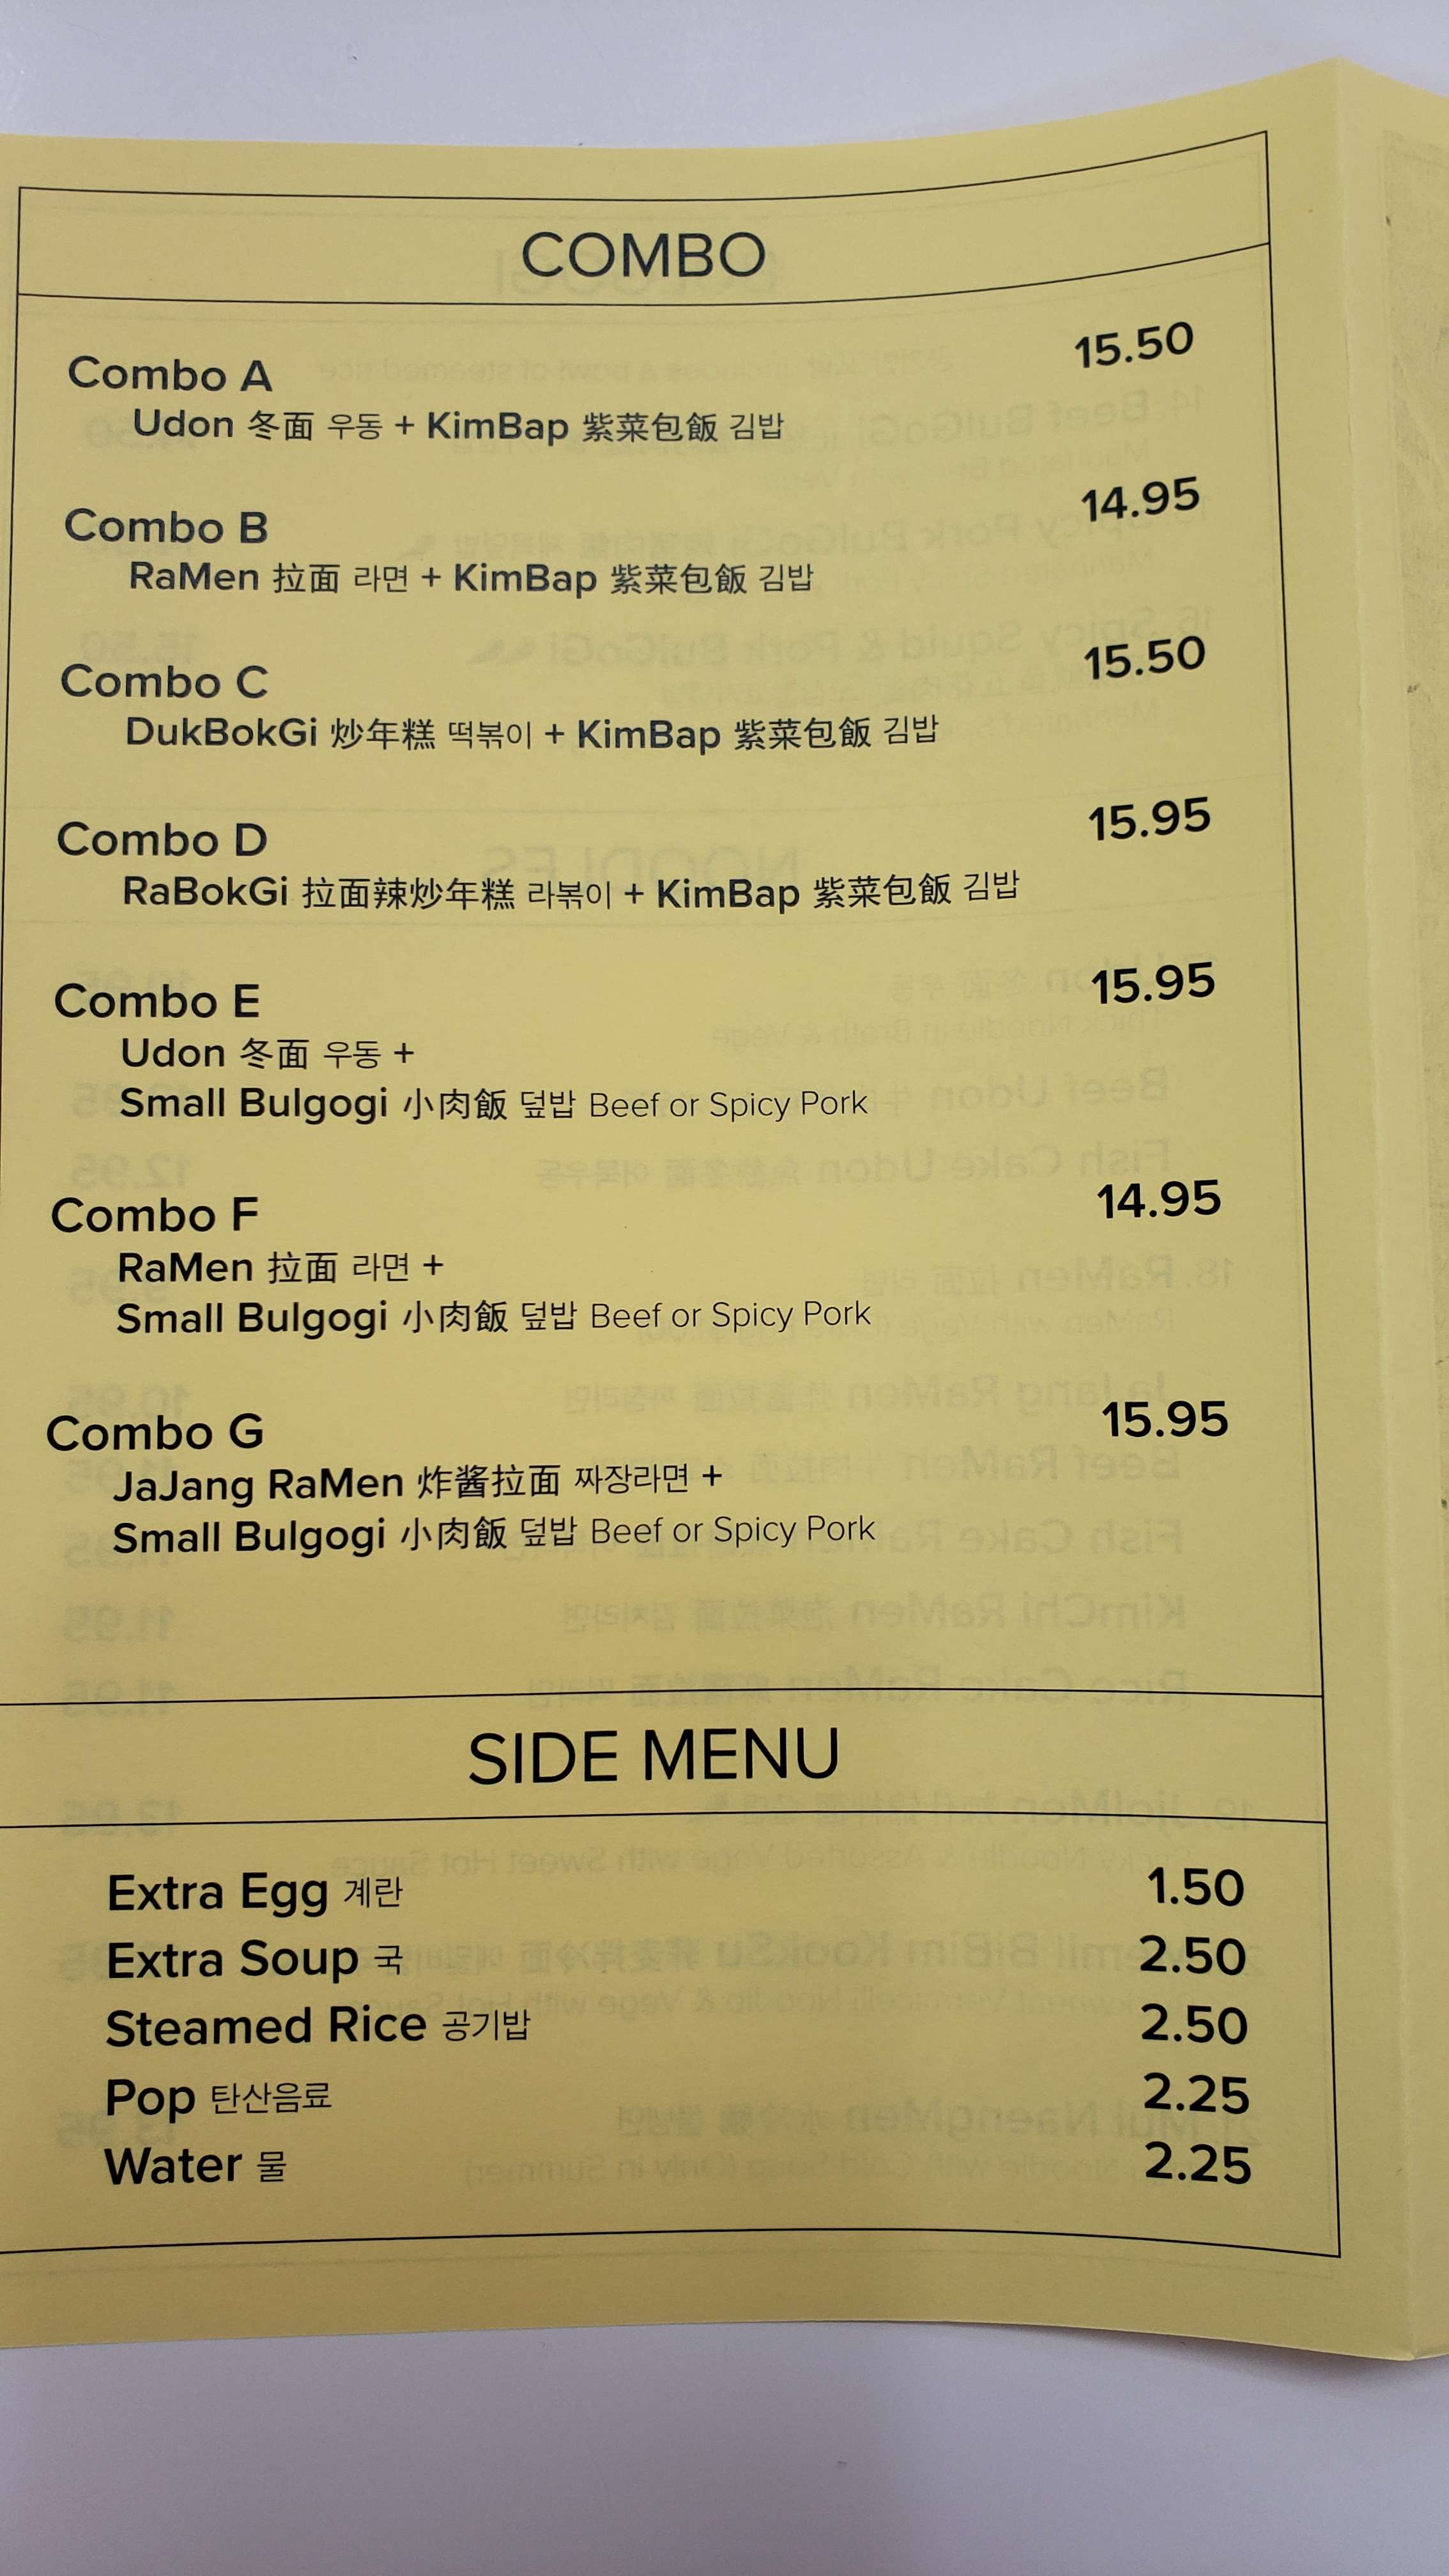 COMBO
Combo A 15.50
Udon 冬面 우동 + KimBap 紫菜包飯 김밥
Combo B 14.95
RaMen 拉面 라면 + KimBap 紫菜包飯 김밥
Combo C 15.50
DukBokGi 炒年糕 떡볶이 + KimBap 紫菜包飯 김밥
Combo D 15.95
RaBokGi 拉面辣炒年糕 라볶이 + KimBap 紫菜包飯 김밥
Combo E 15.95
Udon 冬面 우동 +
Small Bulgogi 小肉飯 덮밥 Beef or Spicy Pork
Combo F 14.95
RaMen 拉面 라면 +
Small Bulgogi 小肉飯 덮밥 Beef or Spicy Pork
Combo G 15.95
JaJang RaMen 炸酱拉面 짜장라면 +
Small Bulgogi 小肉飯 덮밥 Beef or Spicy Pork
SIDE MENU
Extra Egg 계란 1.50
Extra Soup 국 2.50
Steamed Rice 공기밥 2.50
Pop 탄산음료 2.25
Water 물 2.25